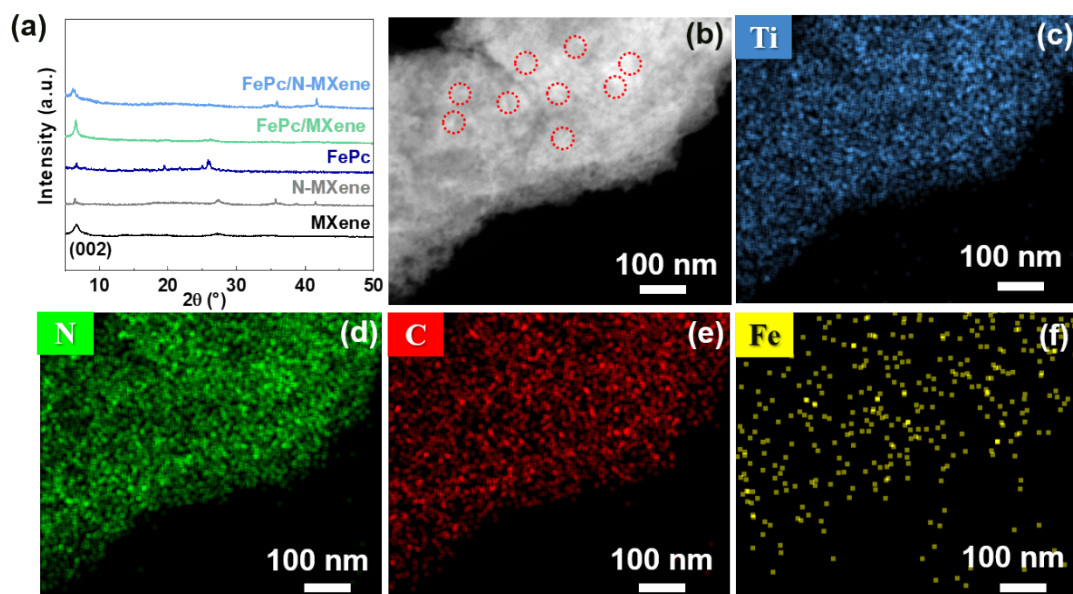 (a)
Intensity (a.u.)
FePc/N-MXene
FePc/MXene
FePc
N-MXene
MXene
(002)
10 20 30 40 50
2θ (°)
(b)
100 nm
Ti
(c)
100 nm
N
(d)
100 nm
C
(e)
100 nm
Fe
(f)
100 nm